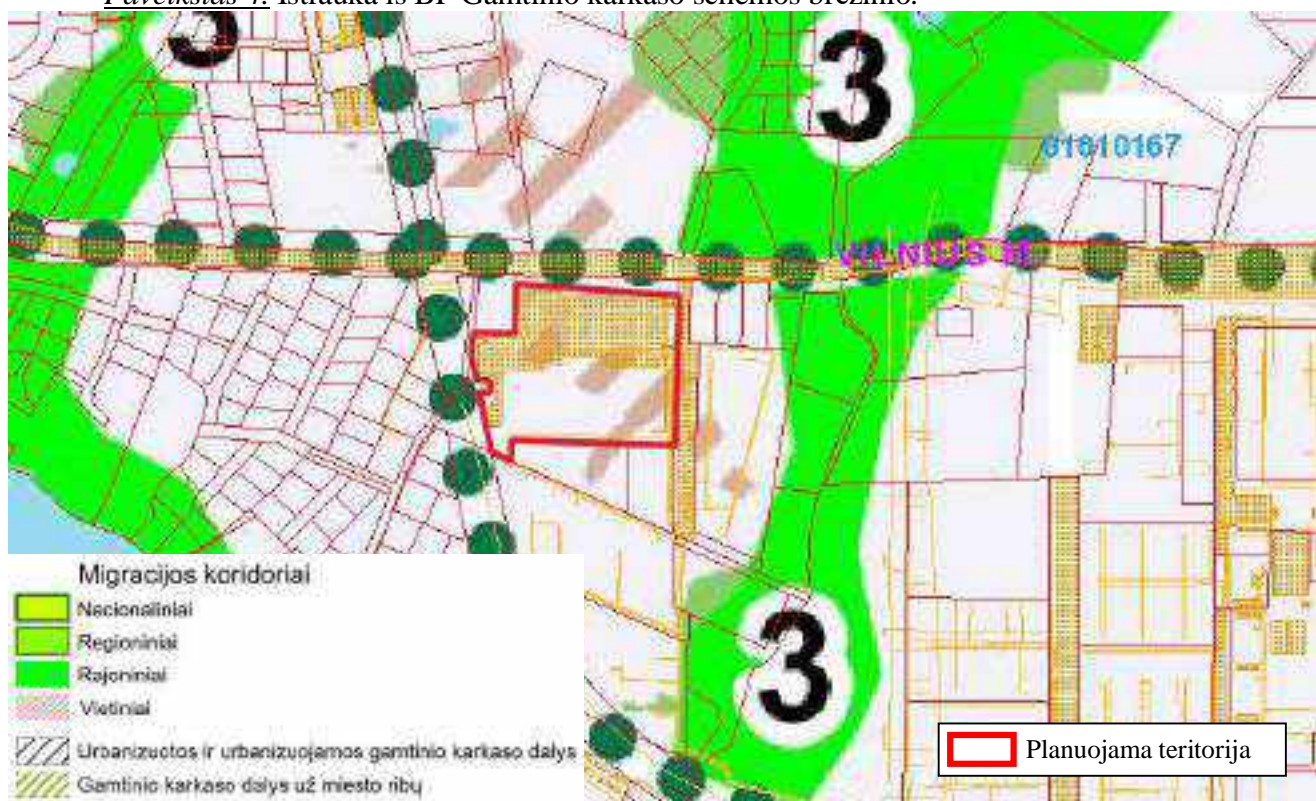 Paveikslas 4. Ištrauka iš BP Gamtinio karkaso schemos brėžinio.
3
3
61610167
VILNIUS M
3
Migracijos koridoriai
Nacionaliniai
Regioniniai
Rajoniniai
Vietiniai
Urbanizuotos ir urbanizuojamos gamtinio karkaso dalys
Gamtinio karkaso dalys už miesto ribų
Planuojama teritorija